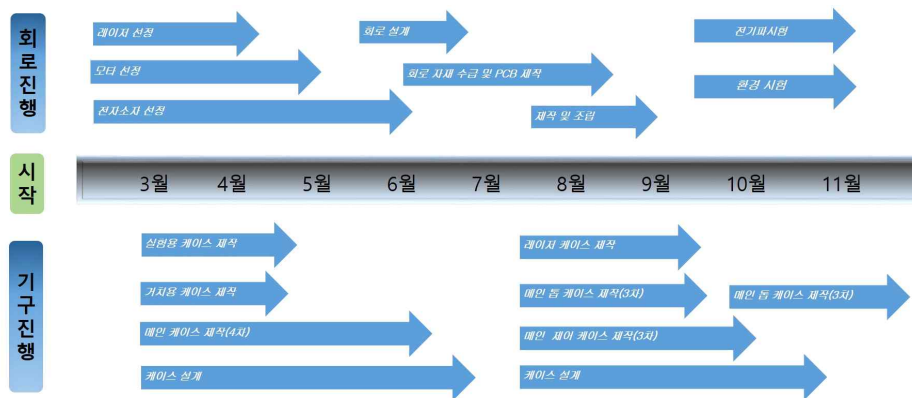 회로진행
레이저 선정
회로 설계
전기파시험
모타 선정
회로 자재 수급 및 PCB 제작
환경 시험
전자소자 선정
제작 및 조립
시작
3월 4월 5월 6월 7월 8월 9월 10월 11월
기구진행
실험용 케이스 제작
레이저 케이스 제작
거치용 케이스 제작
메인 톱 케이스 제작(3차)
메인 톱 케이스 제작(3차)
메인 케이스 제작(4차)
메인 제어 케이스 제작(3차)
케이스 설계
케이스 설계